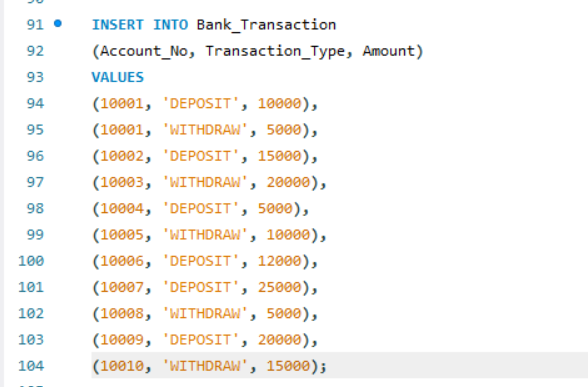 91 INSERT INTO Bank_Transaction
92 (Account_No, Transaction_Type, Amount)
93 VALUES
94 (10001, 'DEPOSIT', 10000),
95 (10001, 'WITHDRAW', 5000),
96 (10002, 'DEPOSIT', 15000),
97 (10003, 'WITHDRAW', 20000),
98 (10004, 'DEPOSIT', 5000),
99 (10005, 'WITHDRAW', 10000),
100 (10006, 'DEPOSIT', 12000),
101 (10007, 'DEPOSIT', 25000),
102 (10008, 'WITHDRAW', 5000),
103 (10009, 'DEPOSIT', 20000),
104 (10010, 'WITHDRAW', 15000);